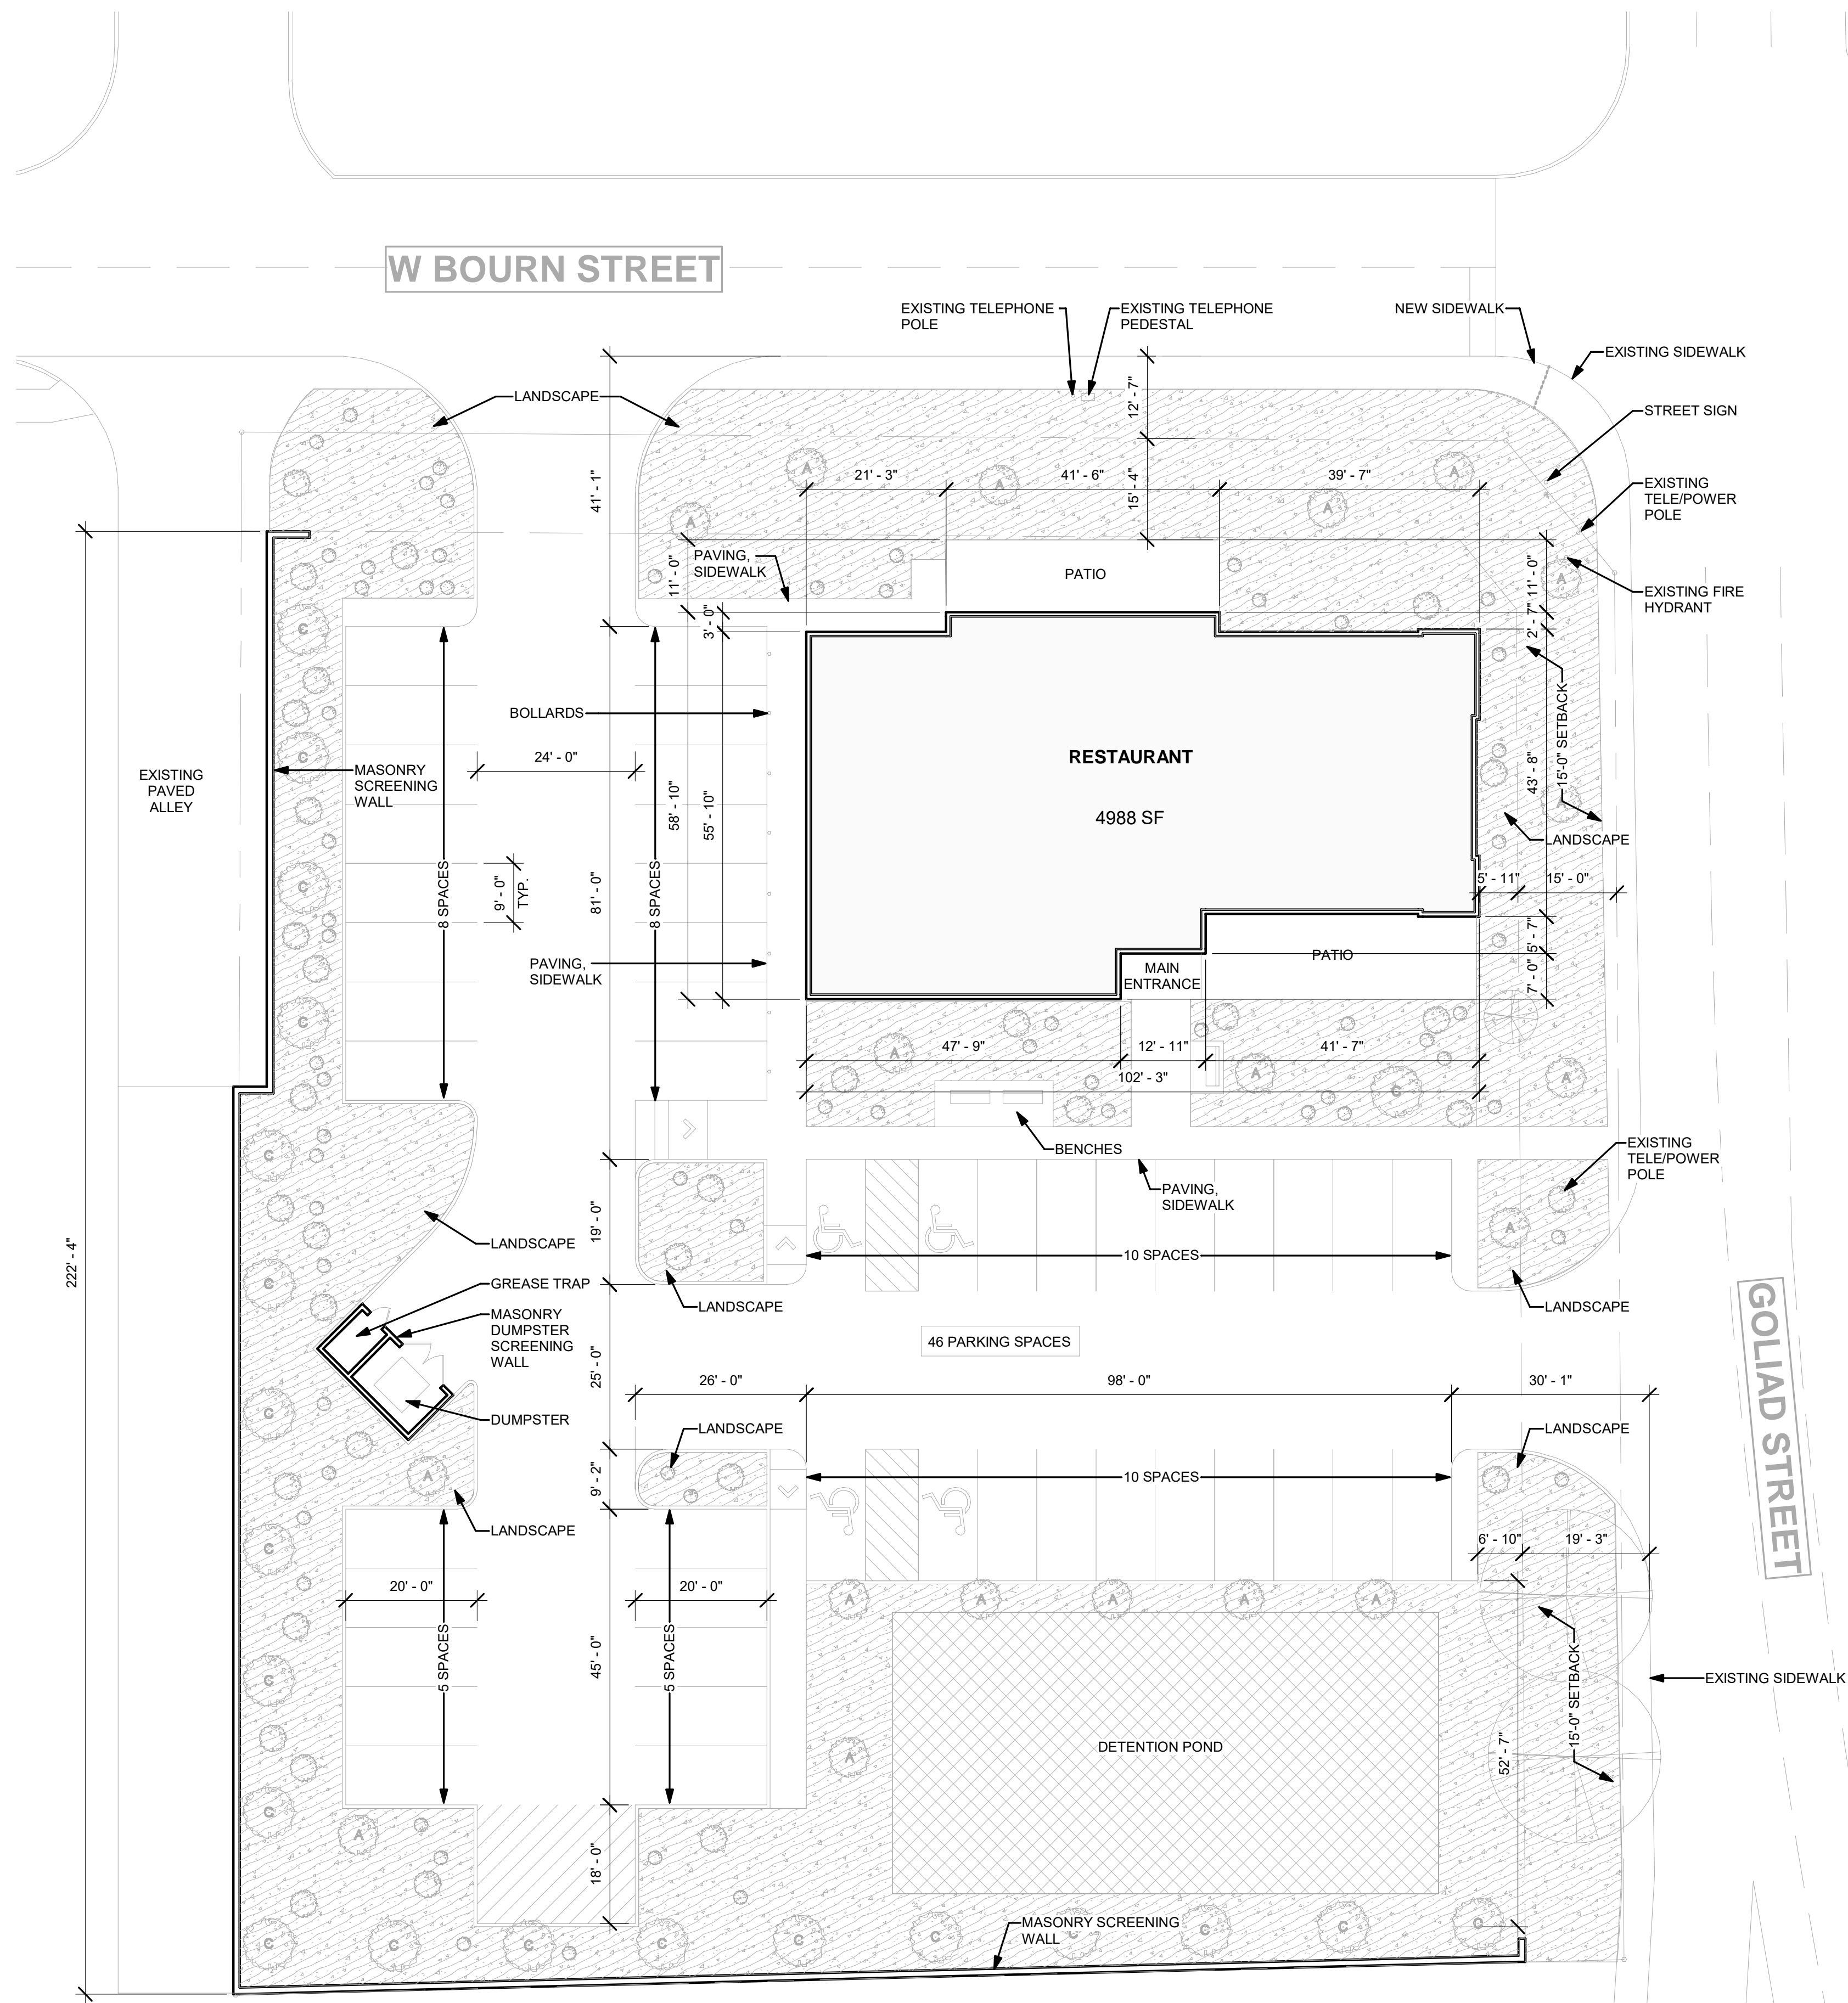 W BOURN STREET
EXISTING TELEPHONE
POLE
EXISTING TELEPHONE
PEDESTAL
NEW SIDEWALK
EXISTING SIDEWALK
LANDSCAPE
12' - 7"
STREET SIGN
41' - 1"
A
A
A
21' - 3"
41' - 6"
39' - 7"
15' - 4"
EXISTING
TELE/POWER
POLE
A
A
PAVING,
SIDEWALK
11' - 0"
PATIO
11' - 0"
A
EXISTING FIRE
HYDRANT
3' - 0"
2' - 7"
C
BOLLARDS
15'-0" SETBACK
C
24' - 0"
RESTAURANT
4988 SF
EXISTING
PAVED
ALLEY
MASONRY
SCREENING
WALL
58' - 10"
55' - 10"
43' - 8"
A
LANDSCAPE
8 SPACES
9' - 0"
TYP.
81' - 0"
8 SPACES
C
5' - 11"
15' - 0"
PAVING,
SIDEWALK
MAIN
ENTRANCE
PATIO
5' - 7"
7' - 0"
C
A
47' - 9"
12' - 11"
41' - 7"
102' - 3"
A
C
A
BENCHES
C
EXISTING
TELE/POWER
POLE
PAVING,
SIDEWALK
222' - 4"
LANDSCAPE
19' - 0"
10 SPACES
A
C
GREASE TRAP
LANDSCAPE
LANDSCAPE
MASONRY
DUMPSTER
SCREENING
WALL
25' - 0"
46 PARKING SPACES
GOLIAD STREET
26' - 0"
98' - 0"
30' - 1"
C
DUMPSTER
LANDSCAPE
LANDSCAPE
A
9' - 2"
10 SPACES
LANDSCAPE
C
6' - 10"
19' - 3"
20' - 0"
20' - 0"
A
A
A
A
A
5 SPACES
45' - 0"
5 SPACES
C
15'-0" SETBACK
EXISTING SIDEWALK
A
DETENTION POND
52' - 7"
C
A
18' - 0"
MASONRY SCREENING
WALL
C
C
C
C
C
C
C
C
C
C